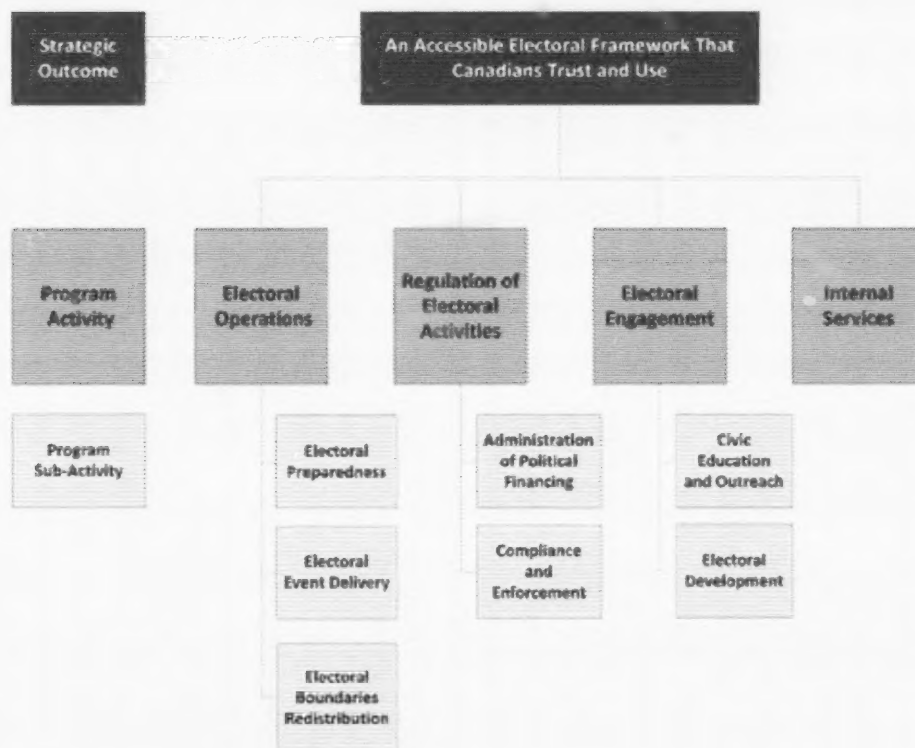 Strategic
Outcome
An Accessible Electoral Framework That
Canadians Trust and Use
Program
Activity
Electoral
Operations
Regulation of
Electoral
Activities
Electoral
Engagement
Internal
Services
Program
Sub-Activity
Electoral
Preparedness
Administration
of Political
Financing
Civic
Education
and Outreach
Electoral
Event Delivery
Compliance
and
Enforcement
Electoral
Development
Electoral
Boundaries
Redistribution